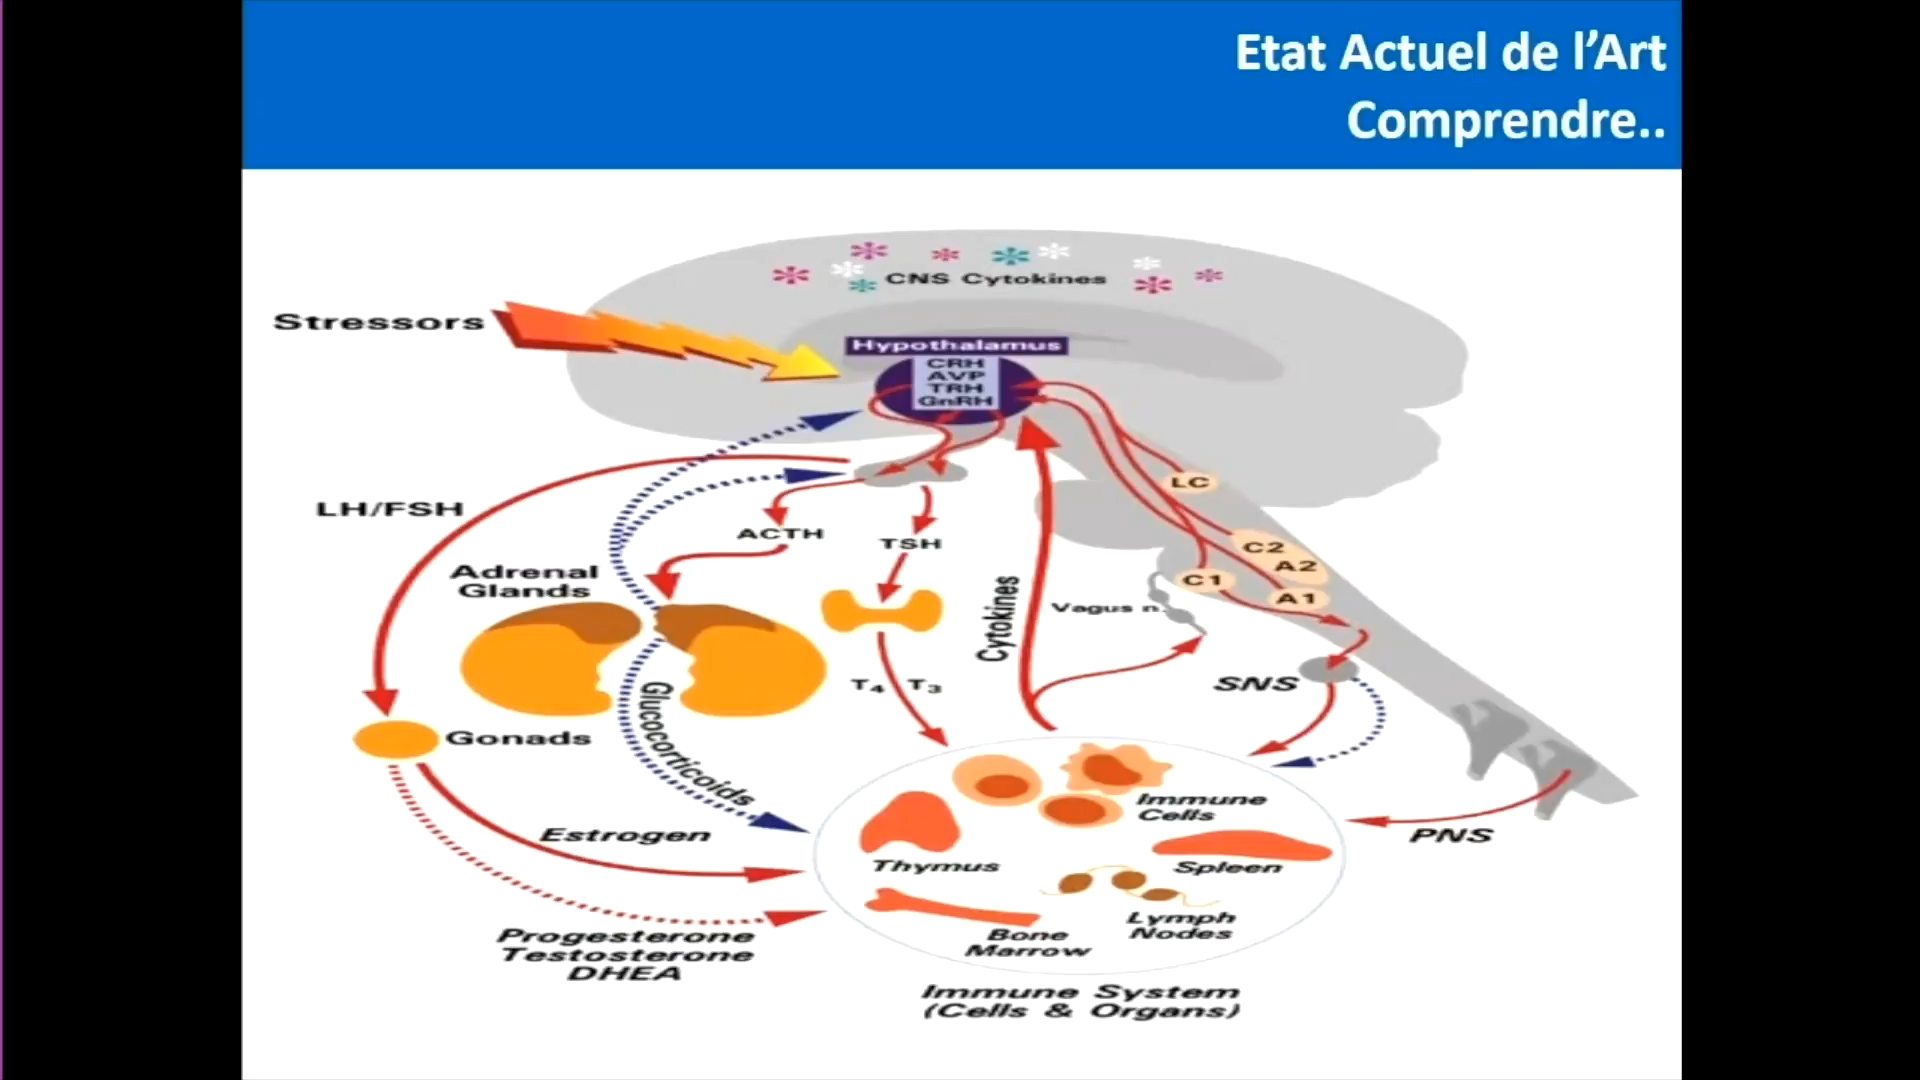 Etat Actuel de l’Art
Comprendre..
CNS Cytokines
Stressors
Hypothalamus
CRH
AVP
TRH
GnRH
LC
LH/FSH
ACTH
TSH
C2
A2
Adrenal
Glands
C1
A1
Cytokines
Vagus n.
SNS
T4 T3
Glucocorticoids
Gonads
Immune
Cells
Estrogen
PNS
Thymus
Spleen
Lymph
Nodes
Bone
Marrow
Progesterone
Testosterone
DHEA
Immune System
(Cells & Organs)